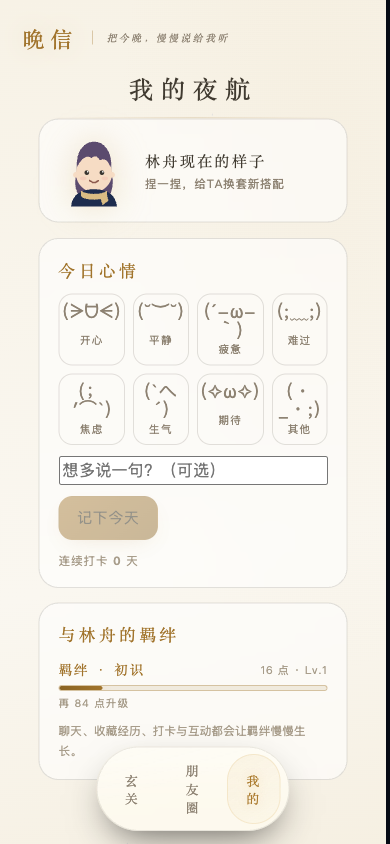 晚信 把今晚，慢慢说给我听
我的夜航
林舟现在的样子
捏一捏，给TA换套新搭配
今日心情
开心 平静 疲惫 难过
焦虑 生气 期待 其他
想多说一句？（可选）
记下今天
连续打卡 0 天
与林舟的羁绊
羁绊 · 初识 16 点 · Lv.1
再 84 点升级
聊天、收藏经历、打卡与互动都会让羁绊慢慢生
长。
玄关 朋友圈 我的